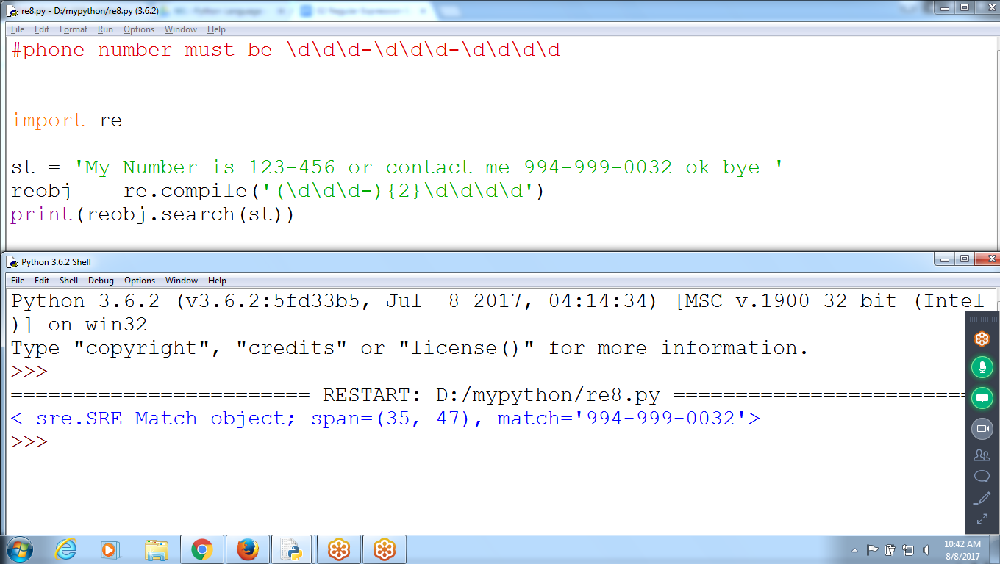 re8.py - D:/mypython/re8.py (3.6.2)
File Edit Format Run Options Window Help
#phone number must be \d\d\d-\d\d\d-\d\d\d\d
import re
st = 'My Number is 123-456 or contact me 994-999-0032 ok bye '
reobj =  re.compile('(\d\d\d-){2}\d\d\d\d')
print(reobj.search(st))
Python 3.6.2 Shell
File Edit Shell Debug Options Window Help
Python 3.6.2 (v3.6.2:5fd33b5, Jul  8 2017, 04:14:34) [MSC v.1900 32 bit (Intel
)] on win32
Type "copyright", "credits" or "license()" for more information.
>>>
======================== RESTART: D:/mypython/re8.py ========================
<_sre.SRE_Match object; span=(35, 47), match='994-999-0032'>
>>>
10:42 AM
8/8/2017